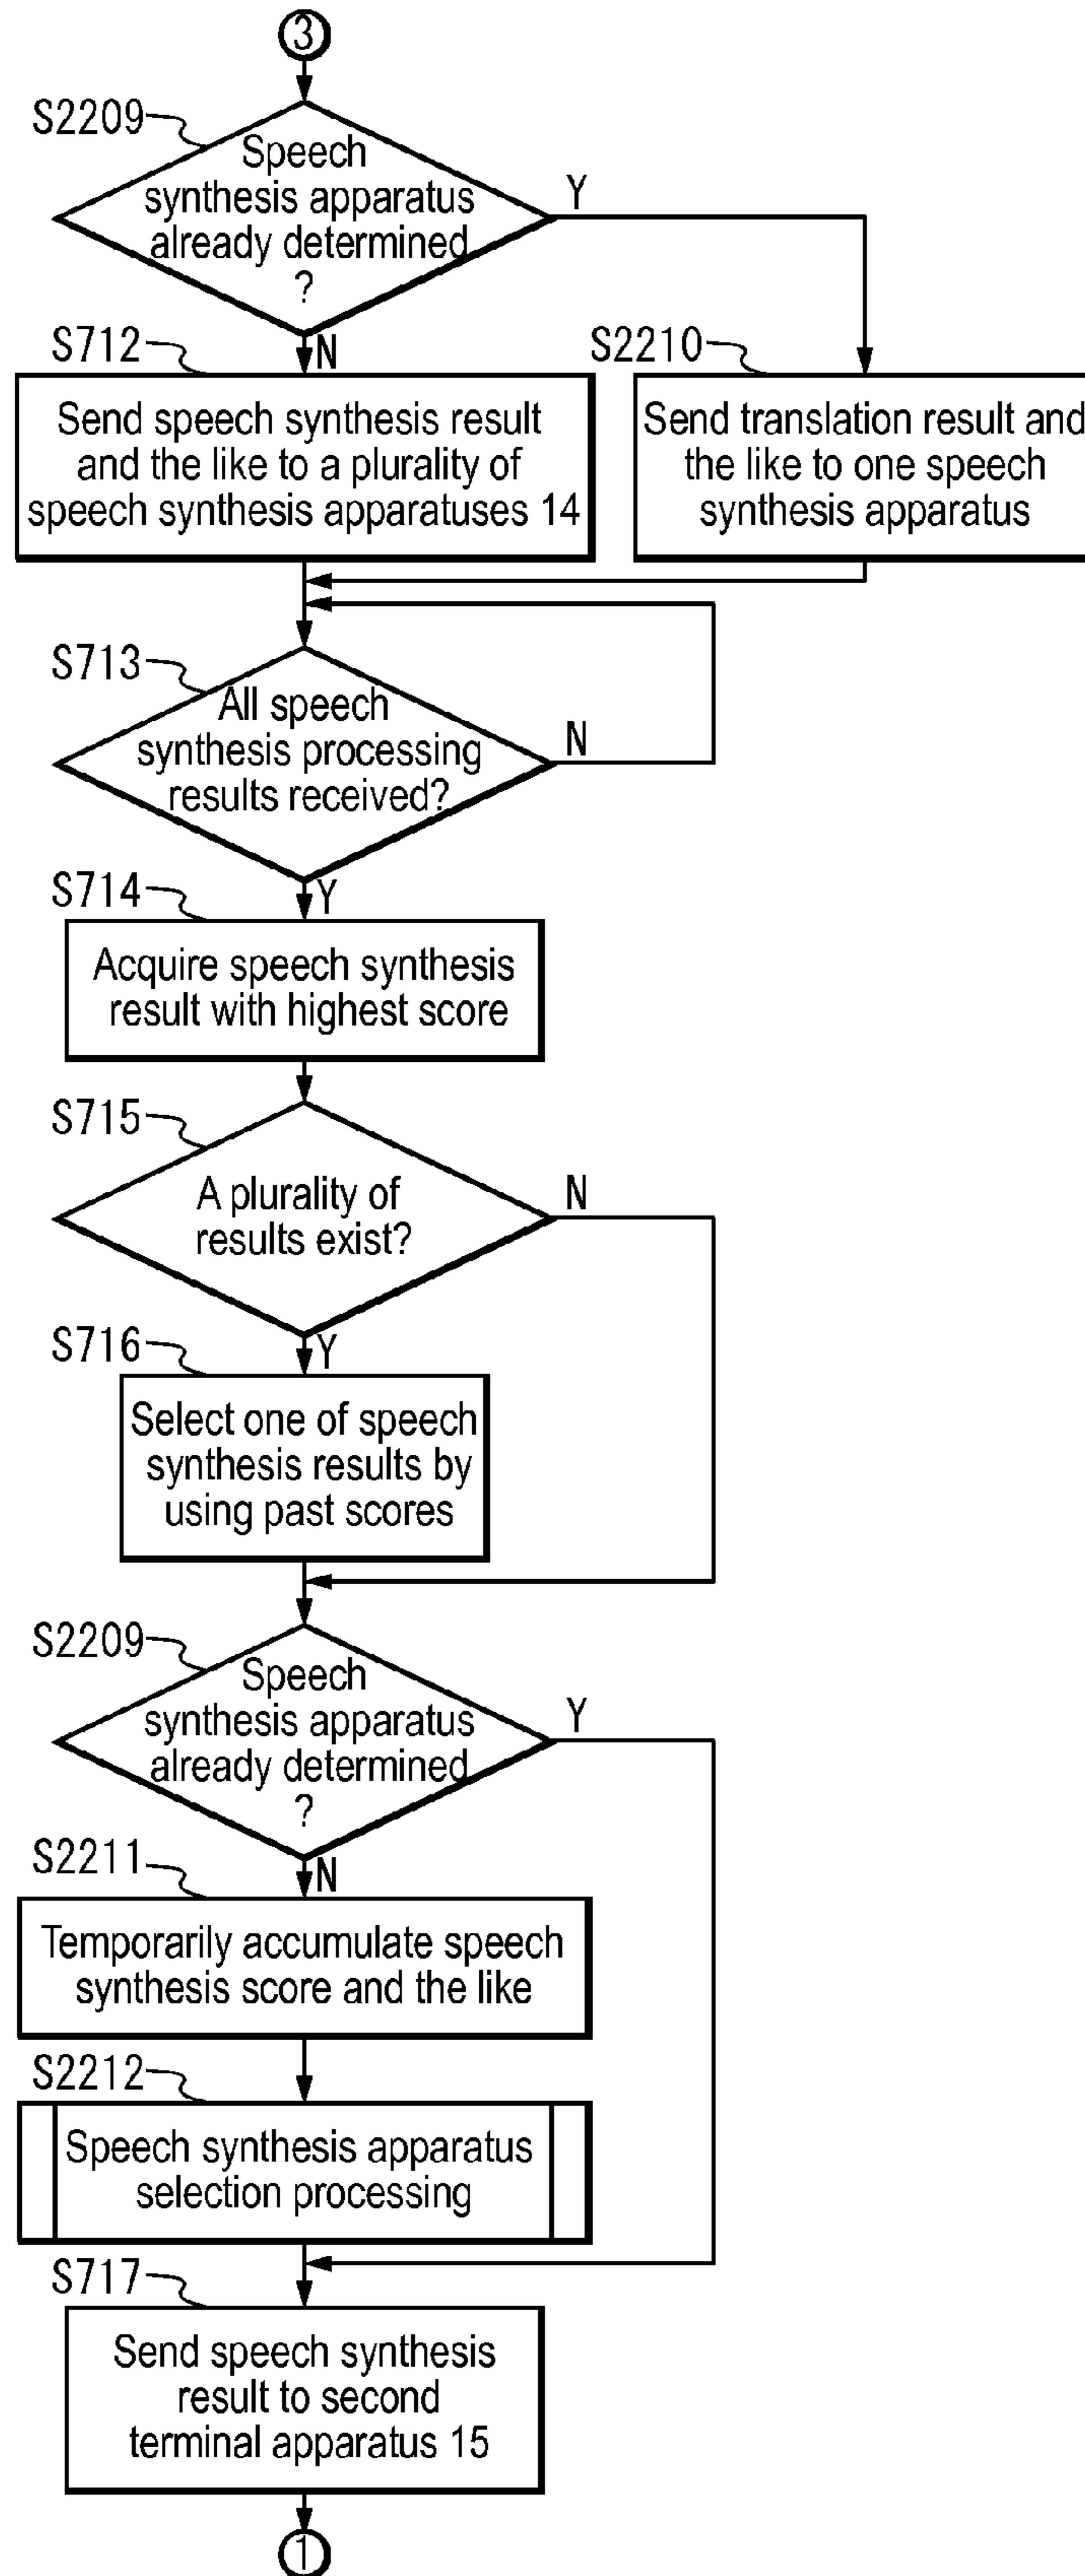 3
S2209
Speech
synthesis apparatus
already determined
?
Y
N
S712
Send speech synthesis result
and the like to a plurality of
speech synthesis apparatuses 14
S2210
Send translation result and
the like to one speech
synthesis apparatus
S713
All speech
synthesis processing
results received?
N
Y
S714
Acquire speech synthesis
result with highest score
S715
A plurality of
results exist?
N
Y
S716
Select one of speech
synthesis results by
using past scores
S2209
Speech
synthesis apparatus
already determined
?
Y
N
S2211
Temporarily accumulate speech
synthesis score and the like
S2212
Speech synthesis apparatus
selection processing
S717
Send speech synthesis
result to second
terminal apparatus 15
1